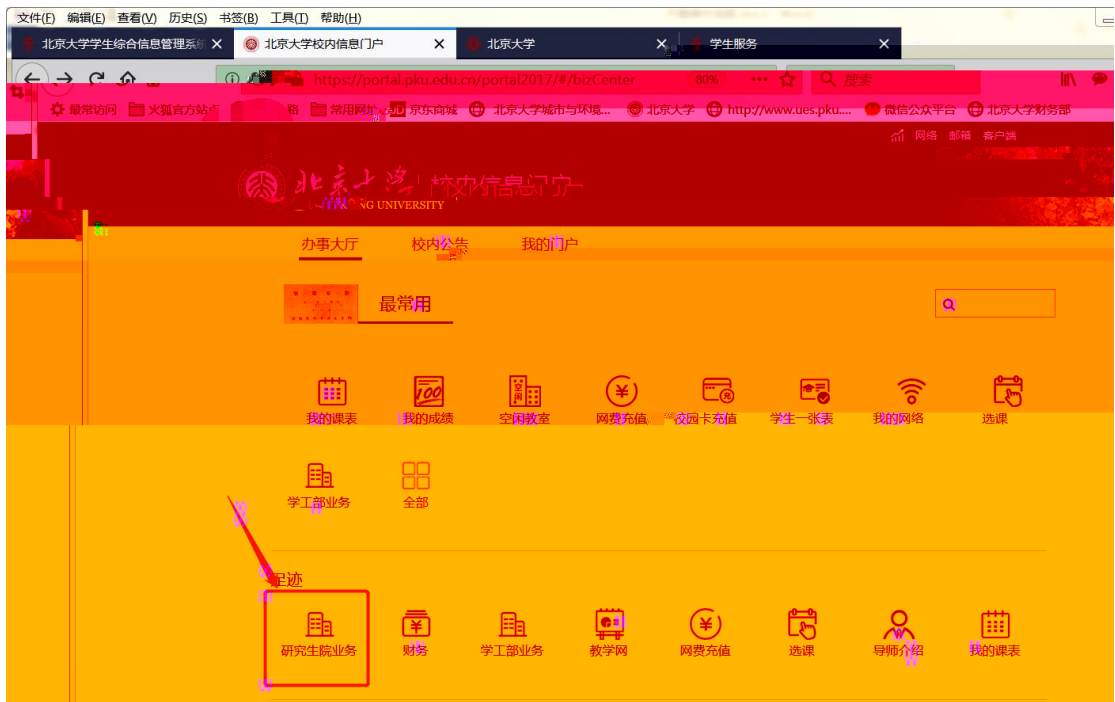 文件(F) 编辑(E) 查看(V) 历史(S) 书签(B) 工具(T) 帮助(H)
北京大学学生综合信息管理系统 北京大学校内信息门户 北京大学 学生服务
https://portal.pku.edu.cn/portal2017/#/bizCenter 80% 搜索
最常访问 火狐官方站点 常用网址 JD 京东商城 北京大学城市与环境... 北京大学 http://www.ues.pku.... 微信公众平台 北京大学财务部
网络 邮箱 客户端
北京大学 校内信息门户
UNIVERSITY
办事大厅 校内公告 我的门户
最常用
我的课表 我的成绩 空闲教室 网费充值 校园卡充值 学生一张表 我的网络 选课
学工部业务 全部
足迹
研究生院业务 财务 学工部业务 教学网 网费充值 选课 导师介绍 我的课表